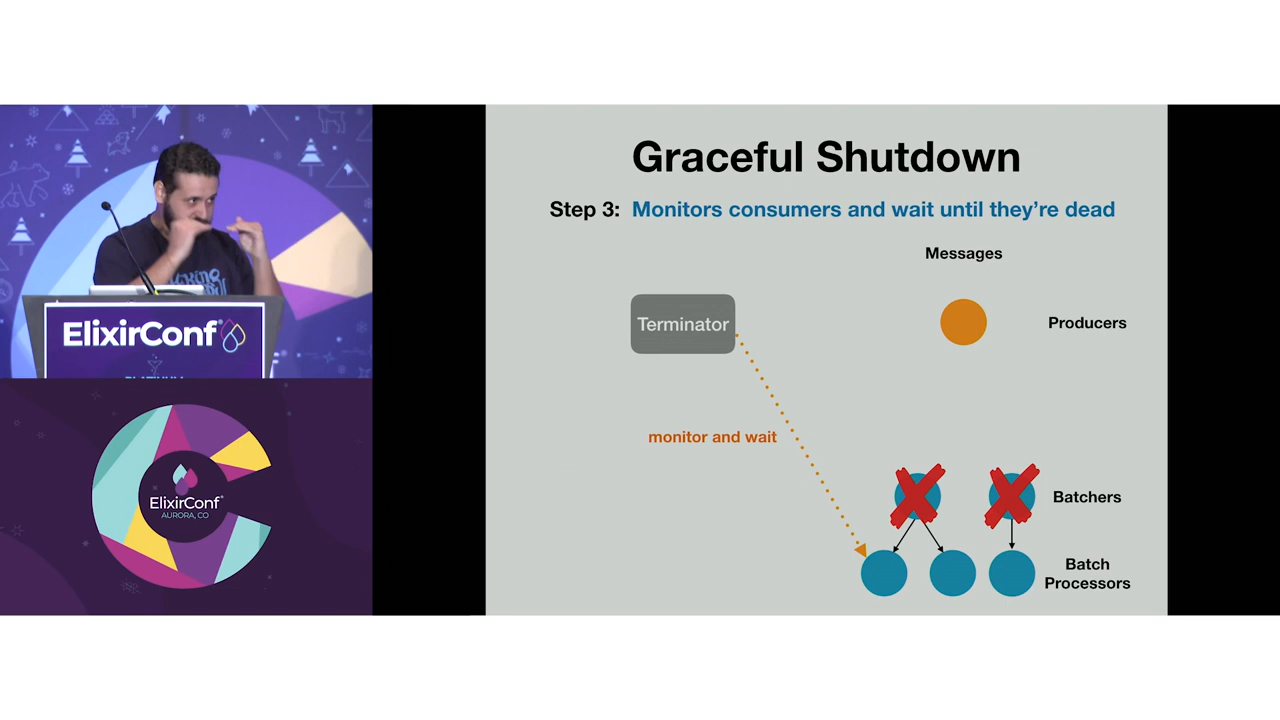 Graceful Shutdown
Step 3: Monitors consumers and wait until they're dead
Messages
Terminator
Producers
monitor and wait
Batchers
Batch
Processors
ElixirConf
ElixirConf
AURORA, CO